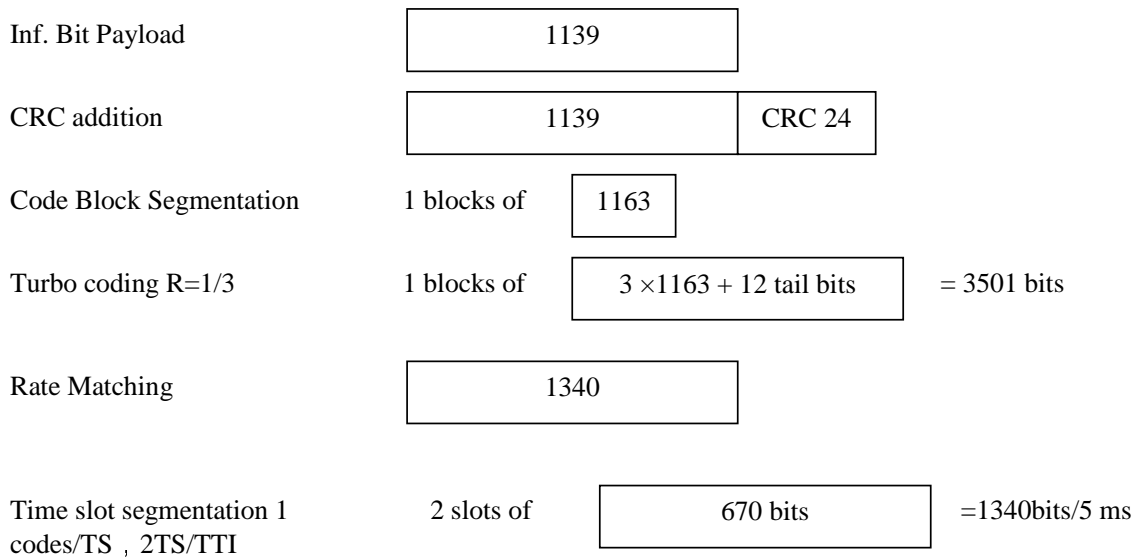 Inf. Bit Payload 1139
CRC addition 1139 CRC 24
Code Block Segmentation 1 blocks of 1163
Turbo coding R=1/3 1 blocks of 3 ×1163 + 12 tail bits = 3501 bits
Rate Matching 1340
Time slot segmentation 1 2 slots of 670 bits =1340bits/5 ms
codes/TS , 2TS/TTI